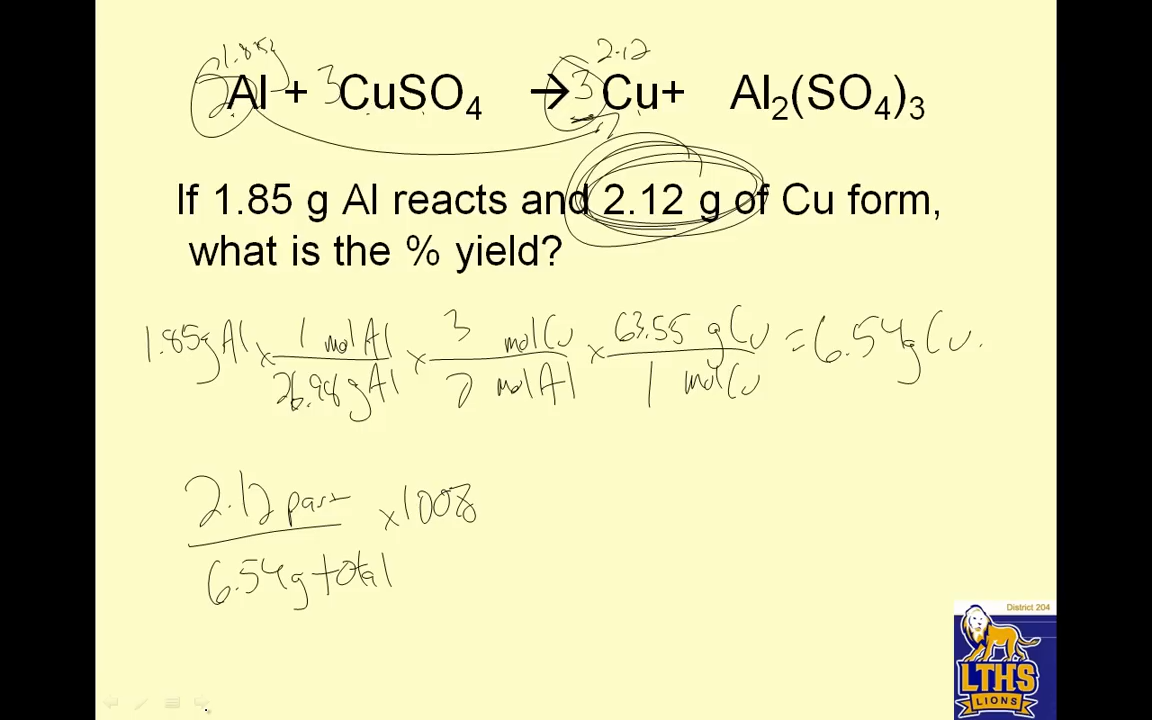 1.85g 2.12
2Al + 3CuSO4 → 3Cu+ Al2(SO4)3
If 1.85 g Al reacts and 2.12 g of Cu form,
what is the % yield?
1.85g Al x 1 mol Al x 3 mol Cu x 63.55 g Cu = 6.54g Cu.
26.98 g Al 2 mol Al 1 mol Cu
2.12 part x 100%
6.54g total
District 204
LTHS
LIONS